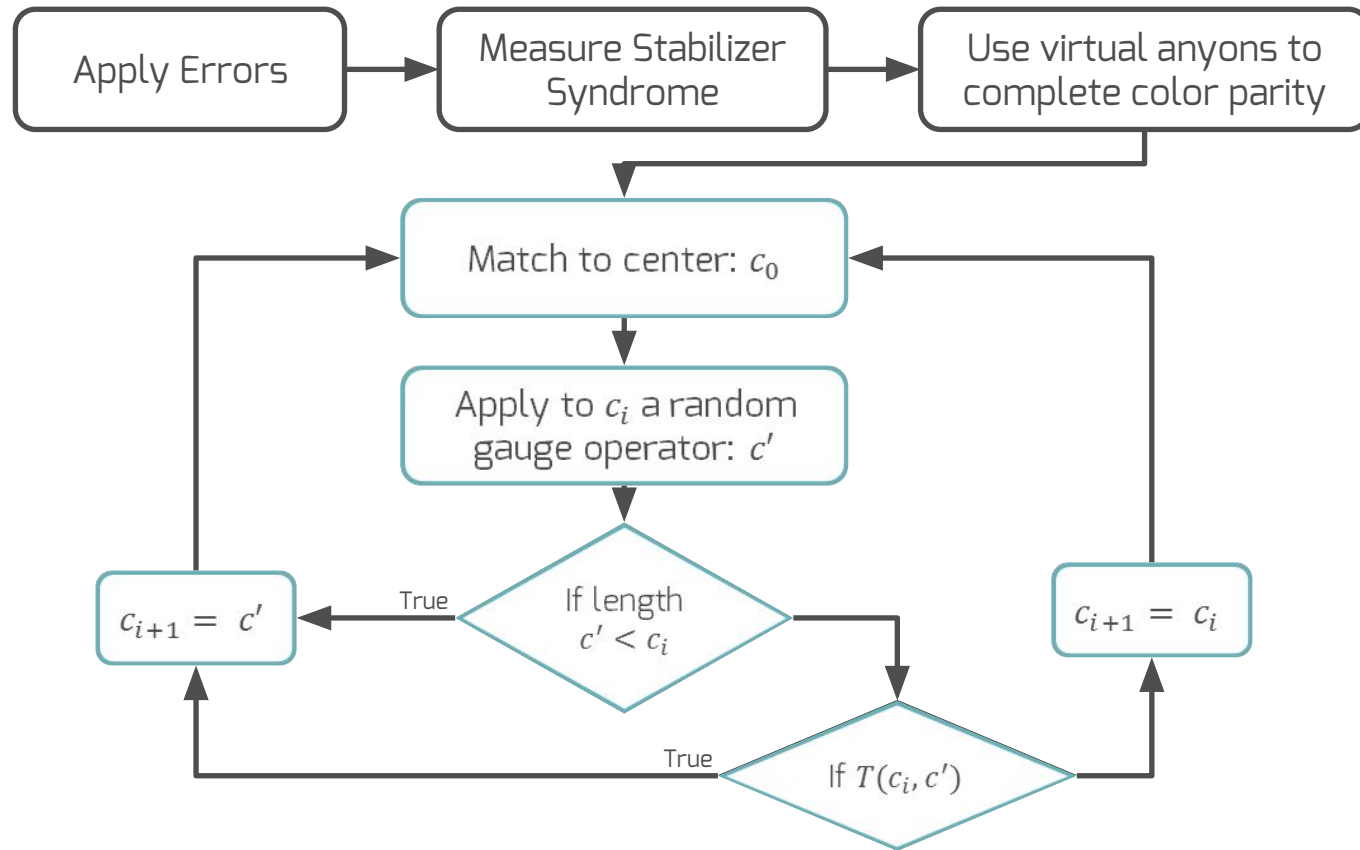 Apply Errors
Measure Stabilizer
Syndrome
Use virtual anyons to
complete color parity
Match to center: c₀
Apply to cᵢ a random
gauge operator: c′
True
If length
c′ < cᵢ
cᵢ₊₁ = c′
cᵢ₊₁ = cᵢ
True
If T(cᵢ, c′)